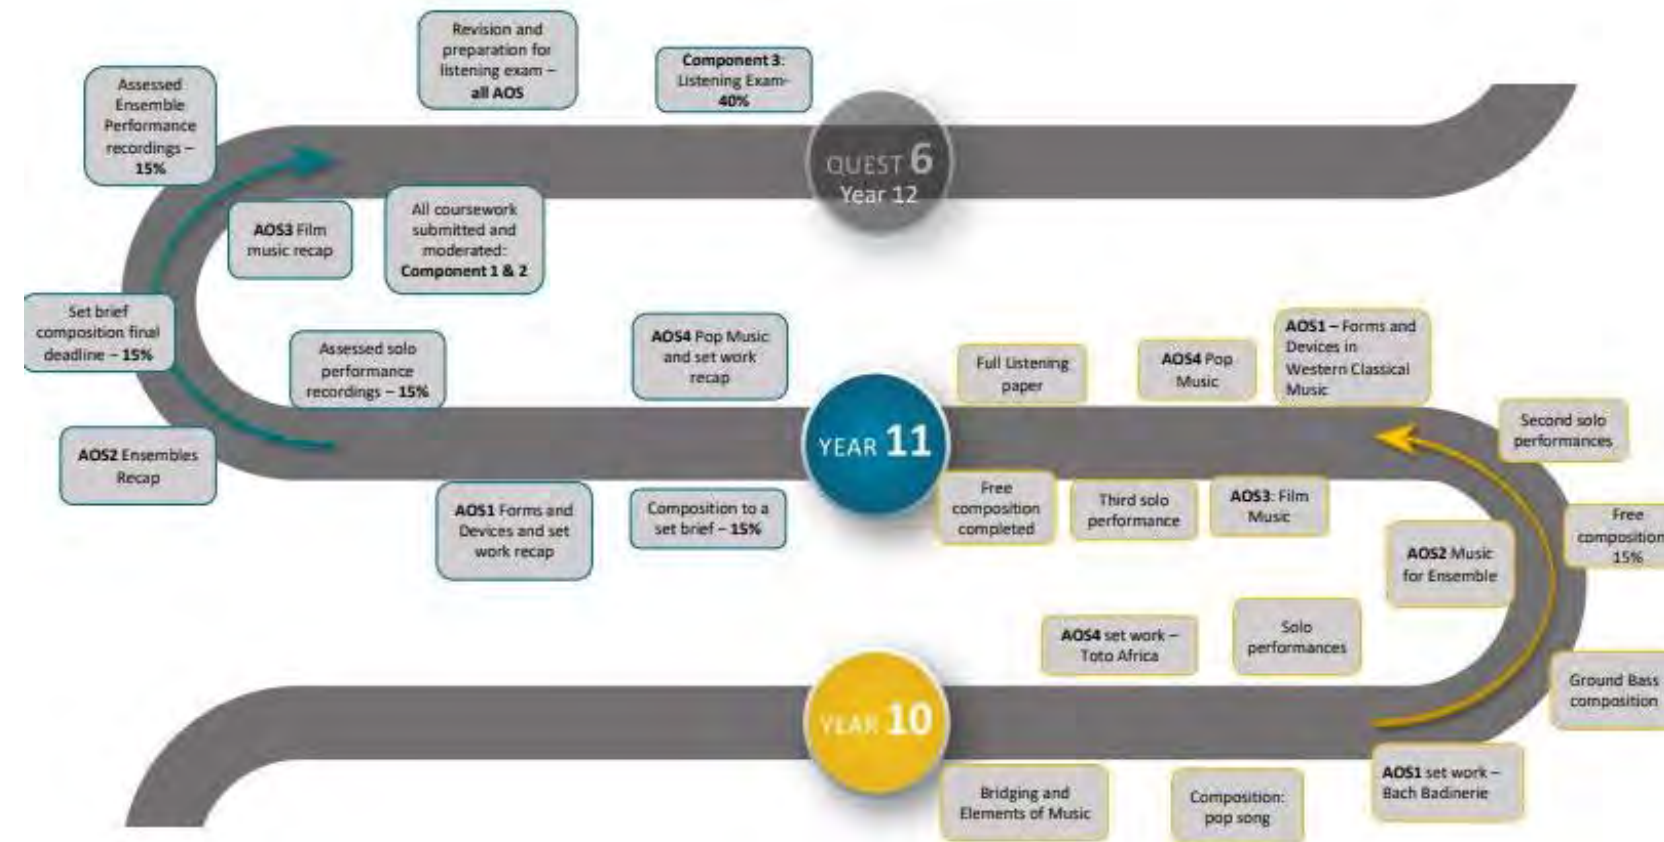 Revision and
preparation for
listening exam –
all AOS
Component 3:
Listening Exam-
40%
Assessed
Ensemble
Performance
recordings –
15%
QUEST 6
Year 12
AOS3 Film
music recap
All coursework
submitted and
moderated:
Component 1 & 2
Set brief
composition final
deadline – 15%
Assessed solo
performance
recordings – 15%
AOS4 Pop Music
and set work
recap
Full Listening
paper
AOS4 Pop
Music
AOS1 – Forms and
Devices in
Western Classical
Music
Second solo
performances
YEAR 11
AOS2 Ensembles
Recap
AOS1 Forms and
Devices and set
work recap
Composition to a
set brief – 15%
Free
composition
completed
Third solo
performance
AOS3: Film
Music
Free
composition
15%
AOS2 Music
for Ensemble
AOS4 set work –
Toto Africa
Solo
performances
Ground Bass
composition
YEAR 10
Bridging and
Elements of Music
Composition:
pop song
AOS1 set work –
Bach Badinerie